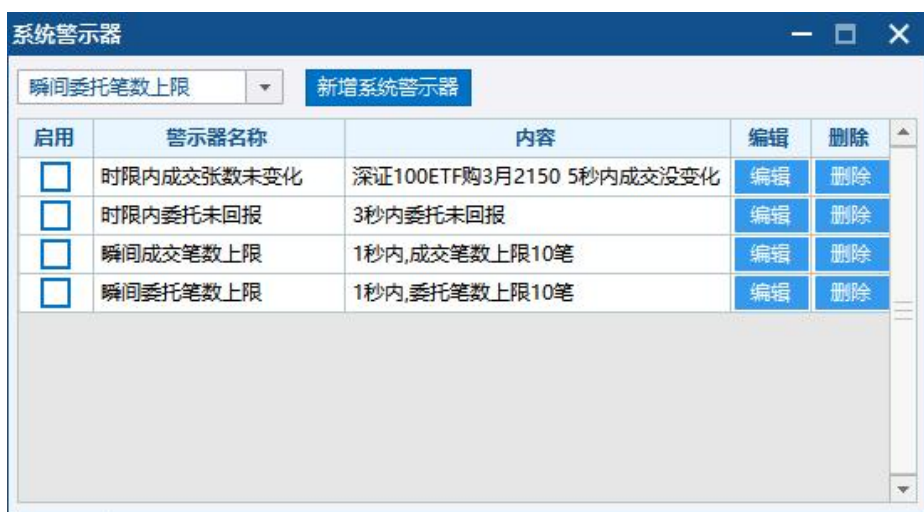 系统警示器
瞬间委托笔数上限 新增系统警示器
启用 警示器名称 内容 编辑 删除
时限内成交张数未变化 深证100ETF购3月2150 5秒内成交没变化 编辑 删除
时限内委托未回报 3秒内委托未回报 编辑 删除
瞬间成交笔数上限 1秒内,成交笔数上限10笔 编辑 删除
瞬间委托笔数上限 1秒内,委托笔数上限10笔 编辑 删除